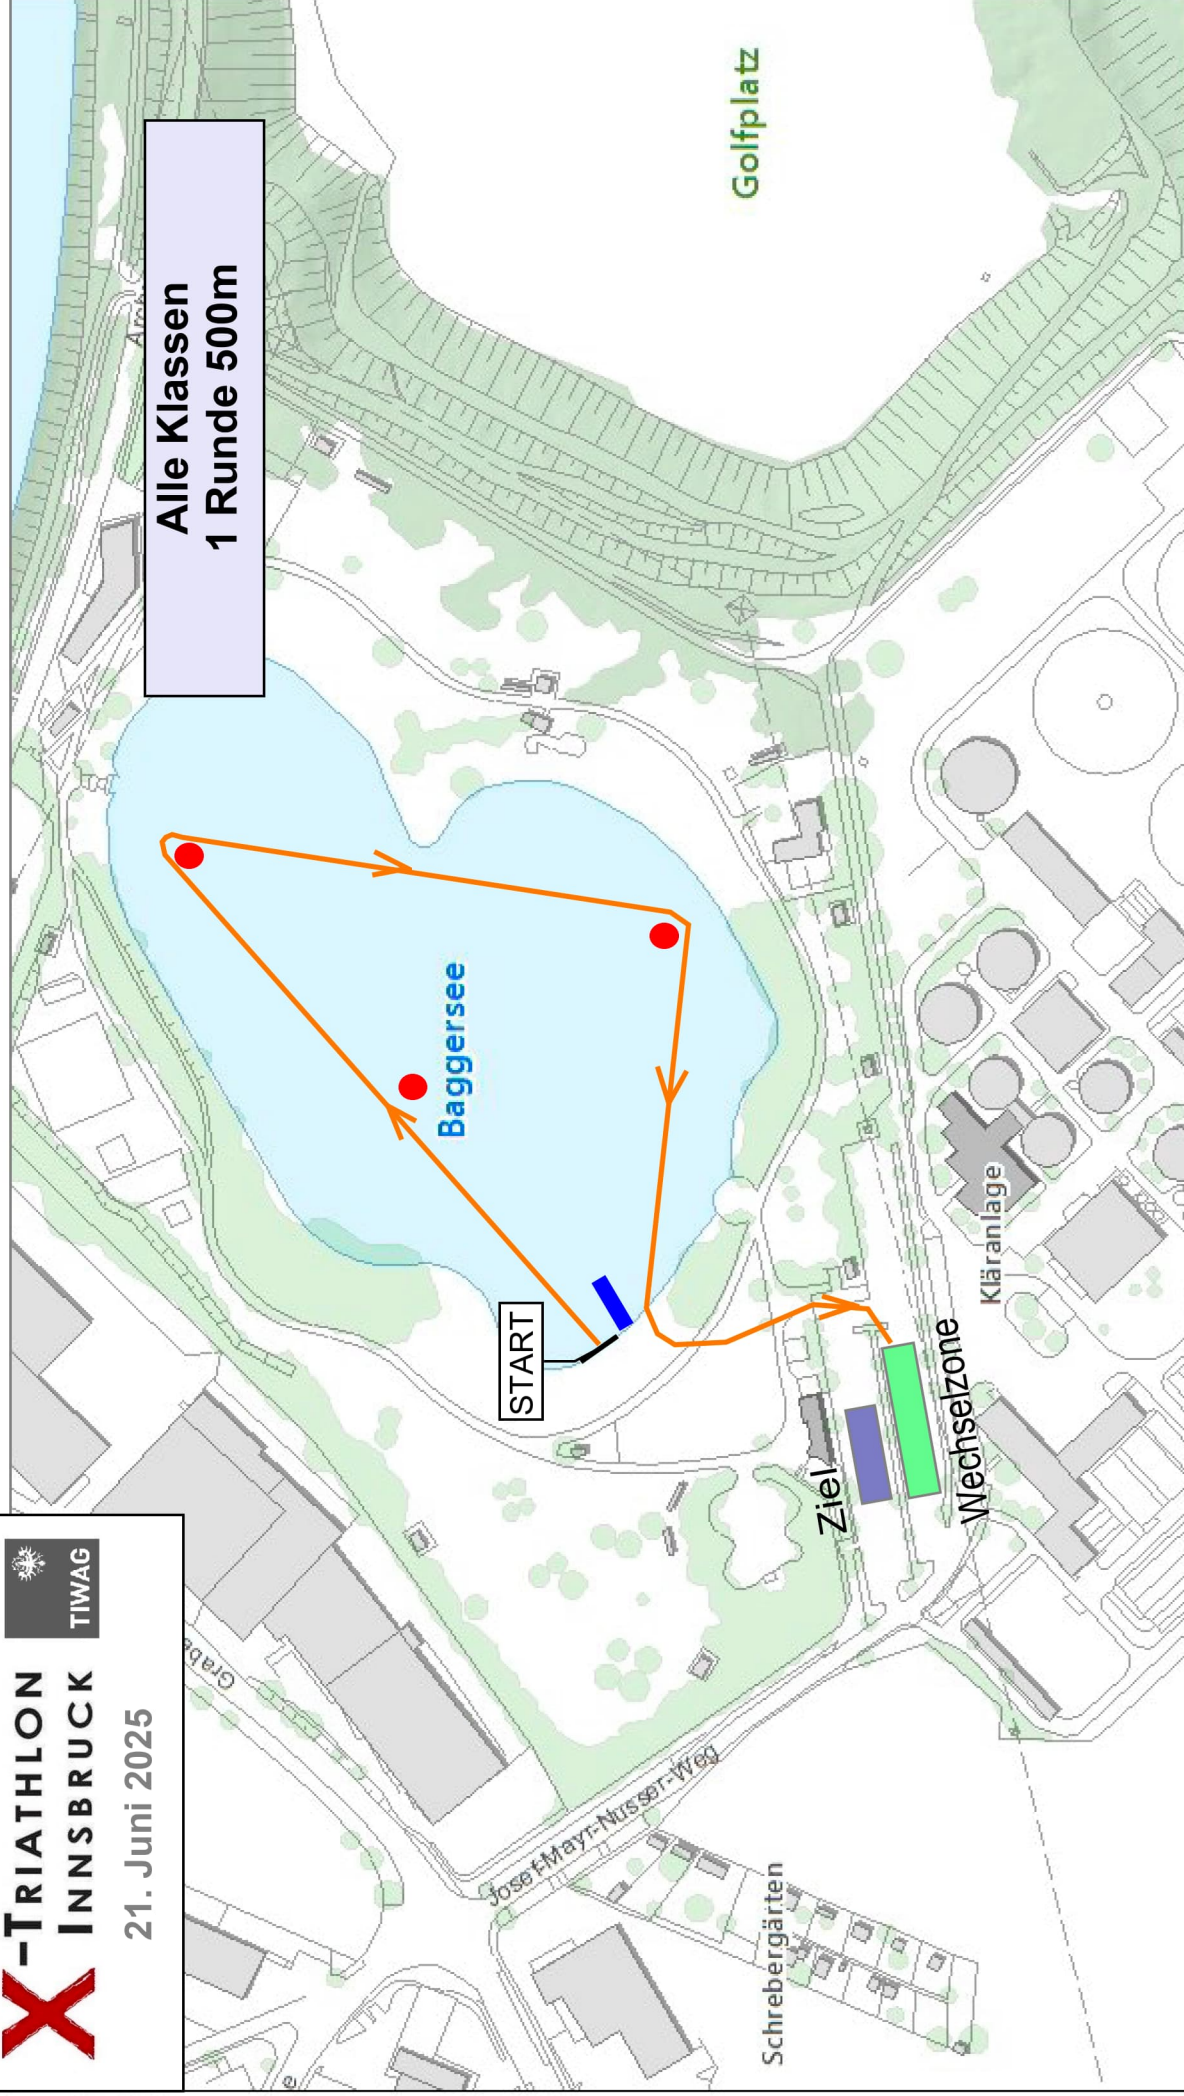 X-TRIATHLON
INNSBRUCK
21. Juni 2025
TIWAG
Alle Klassen
1 Runde 500m
Golfplatz
Baggersee
START
Ziel
Wechselzone
Kläranlage
Josef-Mayr-Nusser-Weg
Schrebergärten